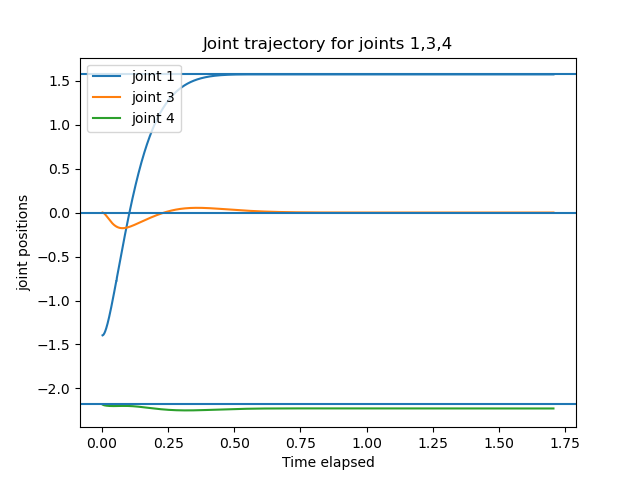 Joint trajectory for joints 1,3,4
joint 1
joint 3
joint 4
joint positions
1.5
1.0
0.5
0.0
−0.5
−1.0
−1.5
−2.0
0.00 0.25 0.50 0.75 1.00 1.25 1.50 1.75
Time elapsed